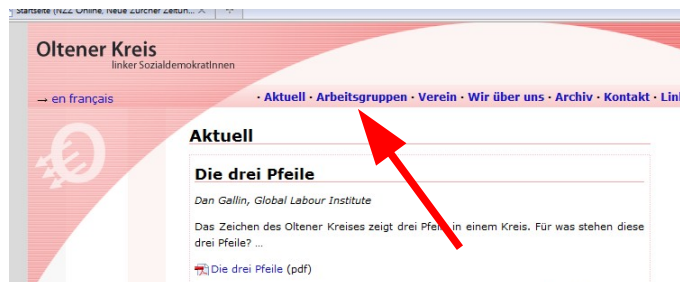 Startseite (NZZ Online, Neue Zürcher Zeitun...
Oltener Kreis
linker SozialdemokratInnen
→ en français
· Aktuell · Arbeitsgruppen · Verein · Wir über uns · Archiv · Kontakt · Lin
Aktuell
Die drei Pfeile
Dan Gallin, Global Labour Institute
Das Zeichen des Oltener Kreises zeigt drei in einem Kreis. Für was stehen diese
drei Pfeile? ...
Die drei Pfeile (pdf)